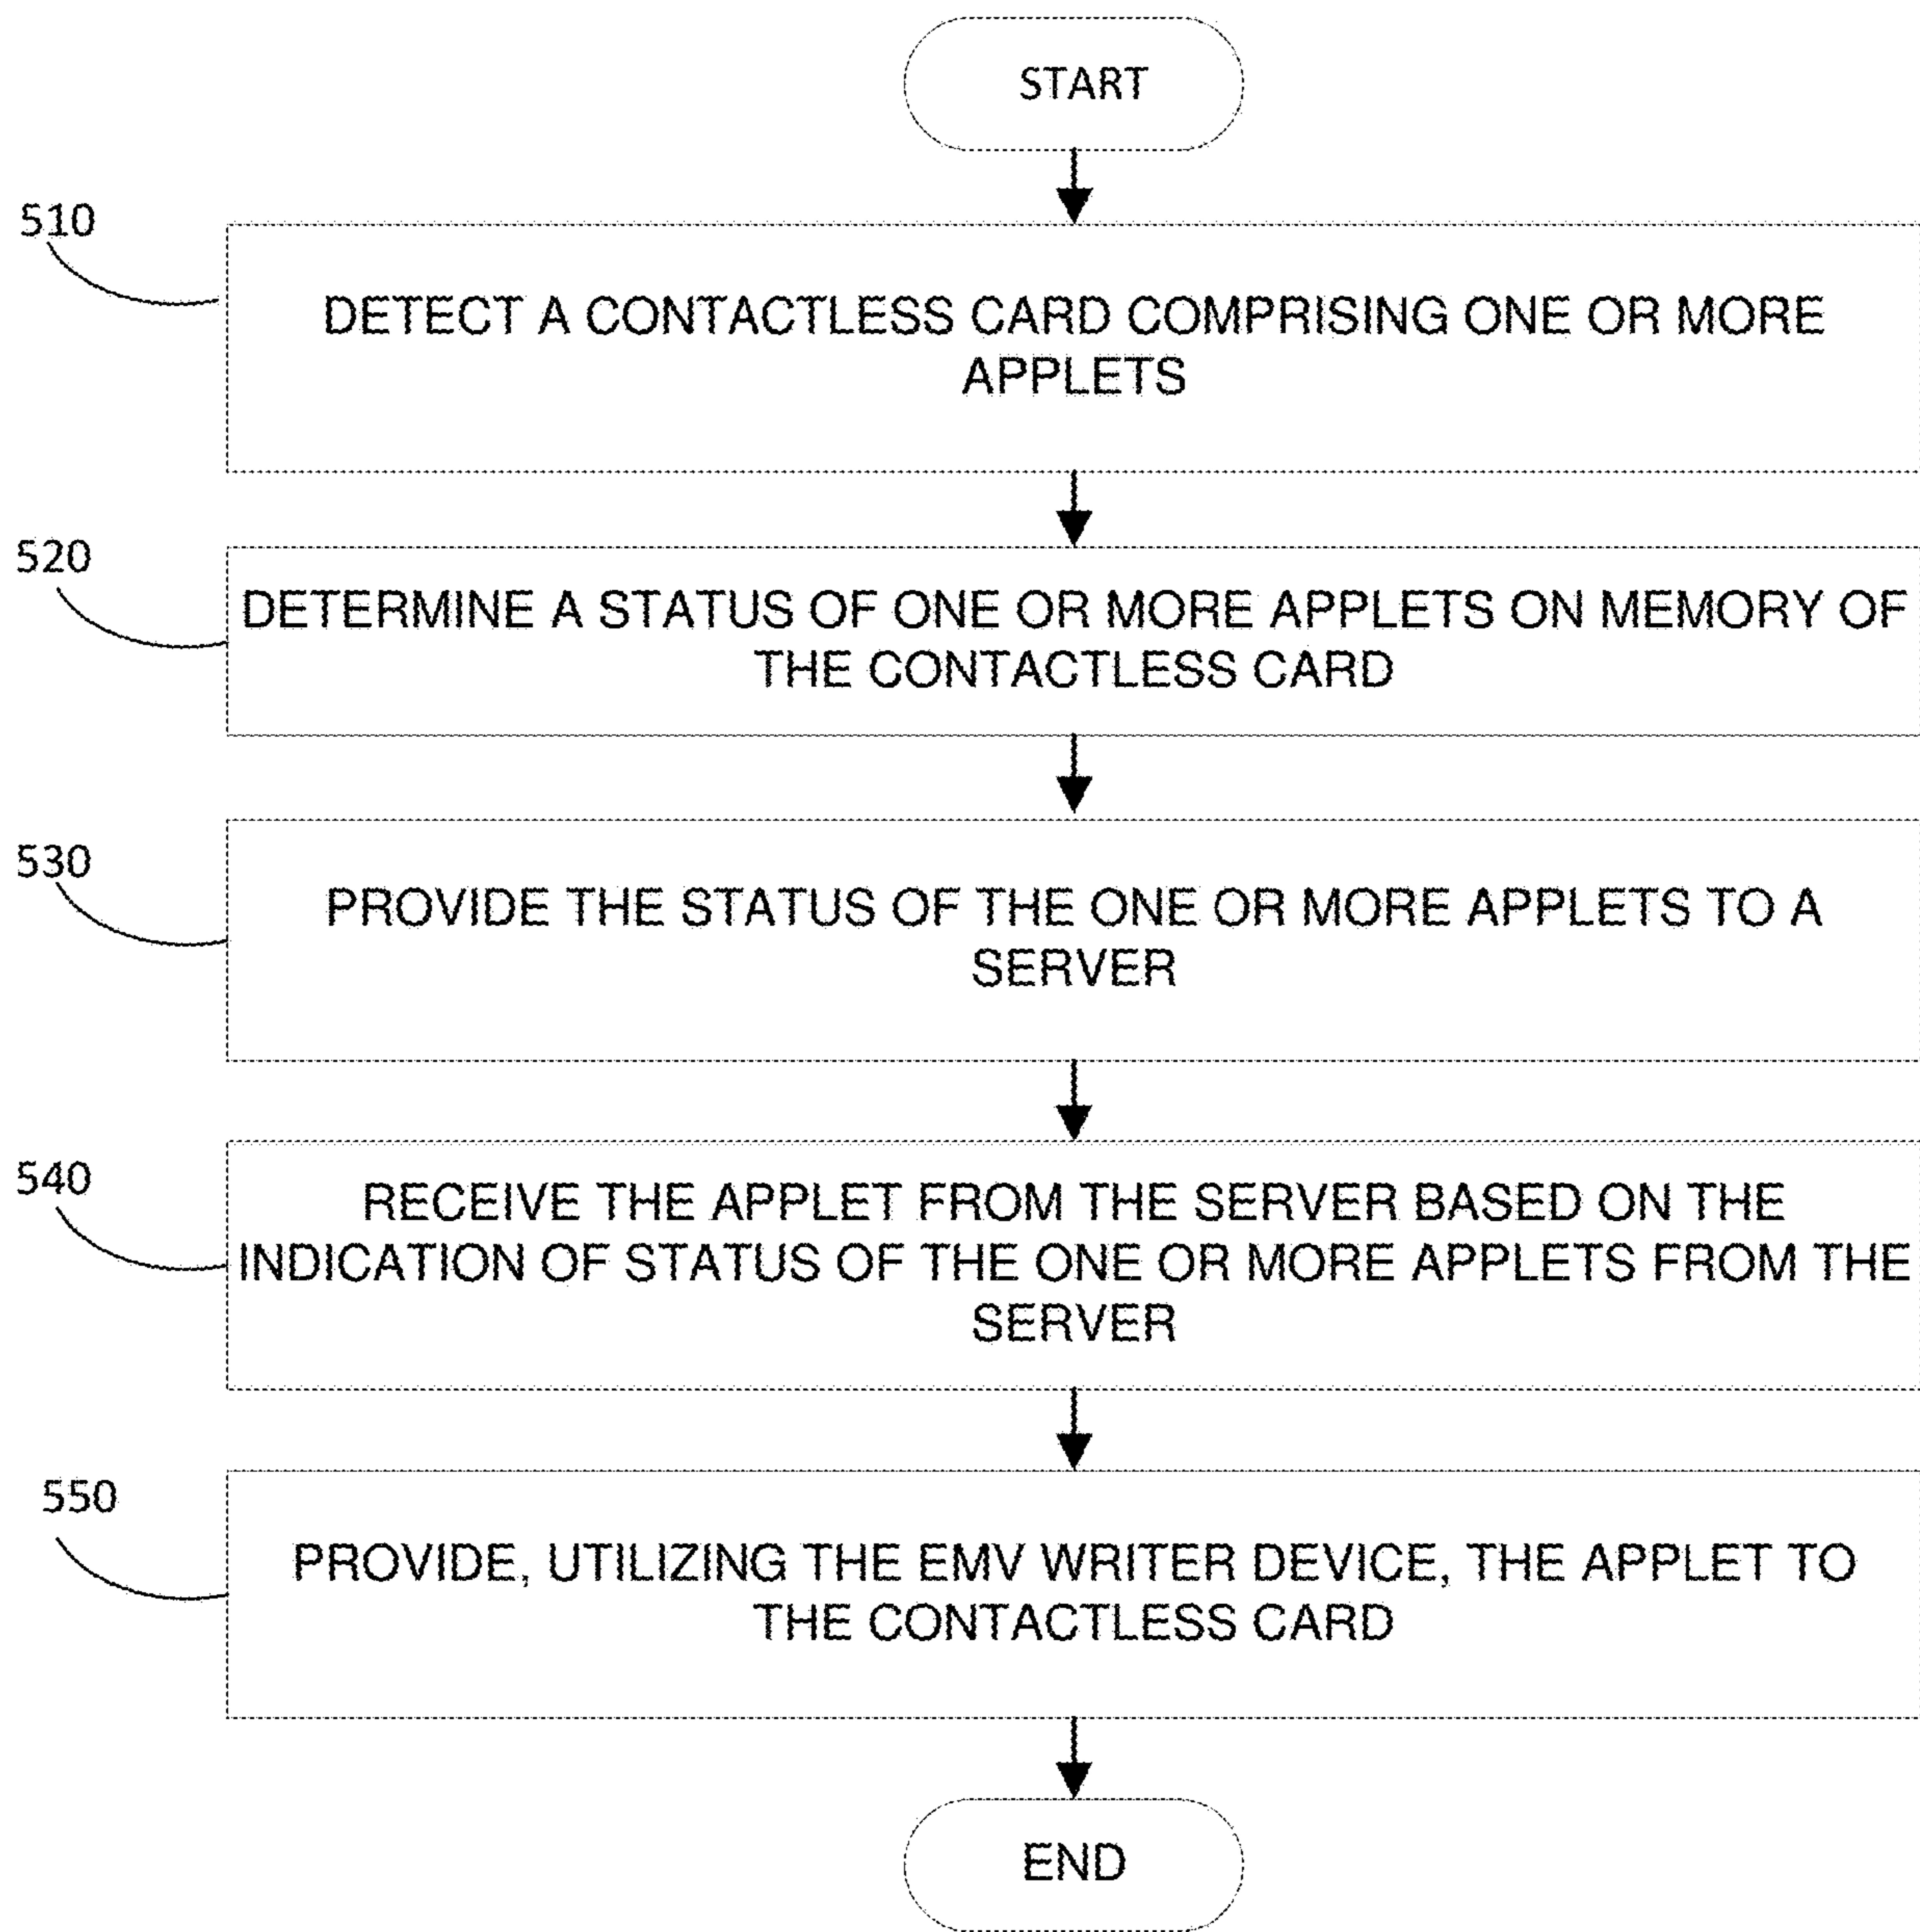 START
510
DETECT A CONTACTLESS CARD COMPRISING ONE OR MORE
APPLETS
520
DETERMINE A STATUS OF ONE OR MORE APPLETS ON MEMORY OF
THE CONTACTLESS CARD
530
PROVIDE THE STATUS OF THE ONE OR MORE APPLETS TO A
SERVER
540
RECEIVE THE APPLET FROM THE SERVER BASED ON THE
INDICATION OF STATUS OF THE ONE OR MORE APPLETS FROM THE
SERVER
550
PROVIDE, UTILIZING THE EMV WRITER DEVICE, THE APPLET TO
THE CONTACTLESS CARD
END